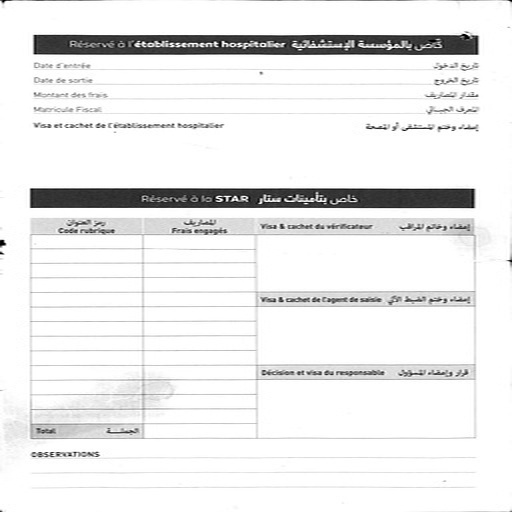 Réservé à l'établissement hospitalier خاص بالمؤسسة الإستشفائية
Date d'entrée تاريخ الدخول
Date de sortie تاريخ الخروج
Montant des frais مقدار المصاريف
Matricule Fiscal المعرف الجبائي
Visa et cachet de l'établissement hospitalier إمضاء وختم المستشفى أو المصحة
Réservé à la STAR خاص بتأمينات ستار
رمز العنوان
Code rubrique
المصاريف
Frais engagés
Visa & cachet du vérificateur إمضاء وخاتم المراقب
Visa & cachet de l'agent de saisie إمضاء وختم الضبط الآلي
Décision et visa du responsable قرار وإمضاء المسؤول
Total الجملة
OBSERVATIONS